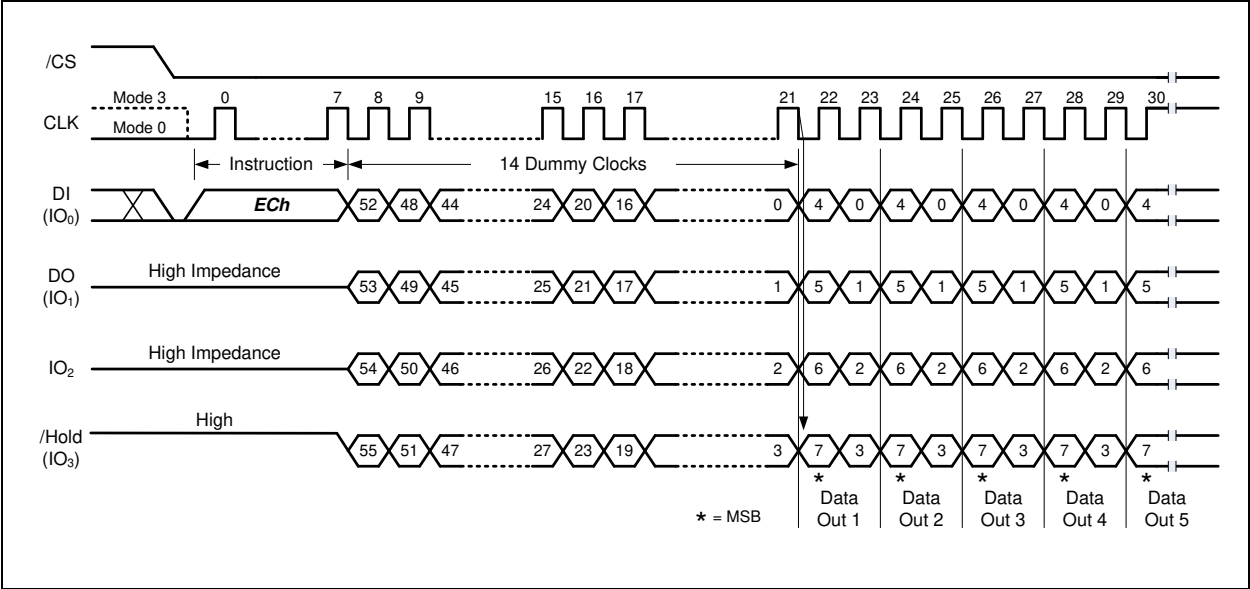 /CS
Mode 3 0 7 8 9 15 16 17 21 22 23 24 25 26 27 28 29 30
CLK
Mode 0
Instruction 14 Dummy Clocks
DI
(IO₀)
ECh 52 48 44 24 20 16 0 4 0 4 0 4 0 4 0 4
DO
(IO₁)
High Impedance 53 49 45 25 21 17 1 5 1 5 1 5 1 5 1 5
IO₂
High Impedance 54 50 46 26 22 18 2 6 2 6 2 6 2 6 2 6
/Hold
(IO₃)
High 55 51 47 27 23 19 3 7 3 7 3 7 3 7 3 7
* * * * *
* = MSB
Data
Out 1
Data
Out 2
Data
Out 3
Data
Out 4
Data
Out 5